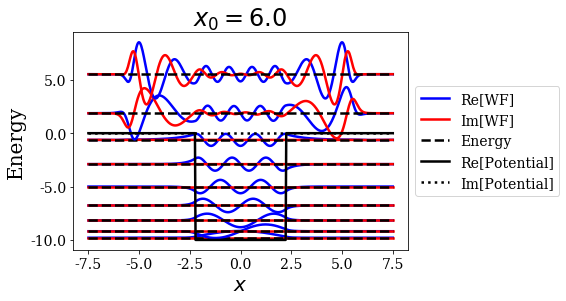 x₀ = 6.0
Energy
5.0
0.0
-5.0
-10.0
-7.5 -5.0 -2.5 0.0 2.5 5.0 7.5
x
Re[WF]
Im[WF]
Energy
Re[Potential]
Im[Potential]